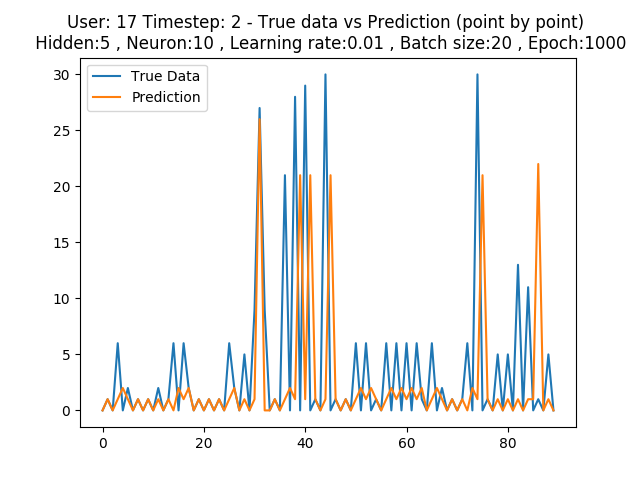 User: 17 Timestep: 2 - True data vs Prediction (point by point)
Hidden:5 , Neuron:10 , Learning rate:0.01 , Batch size:20 , Epoch:1000
True Data
Prediction
30
25
20
15
10
5
0
0 20 40 60 80